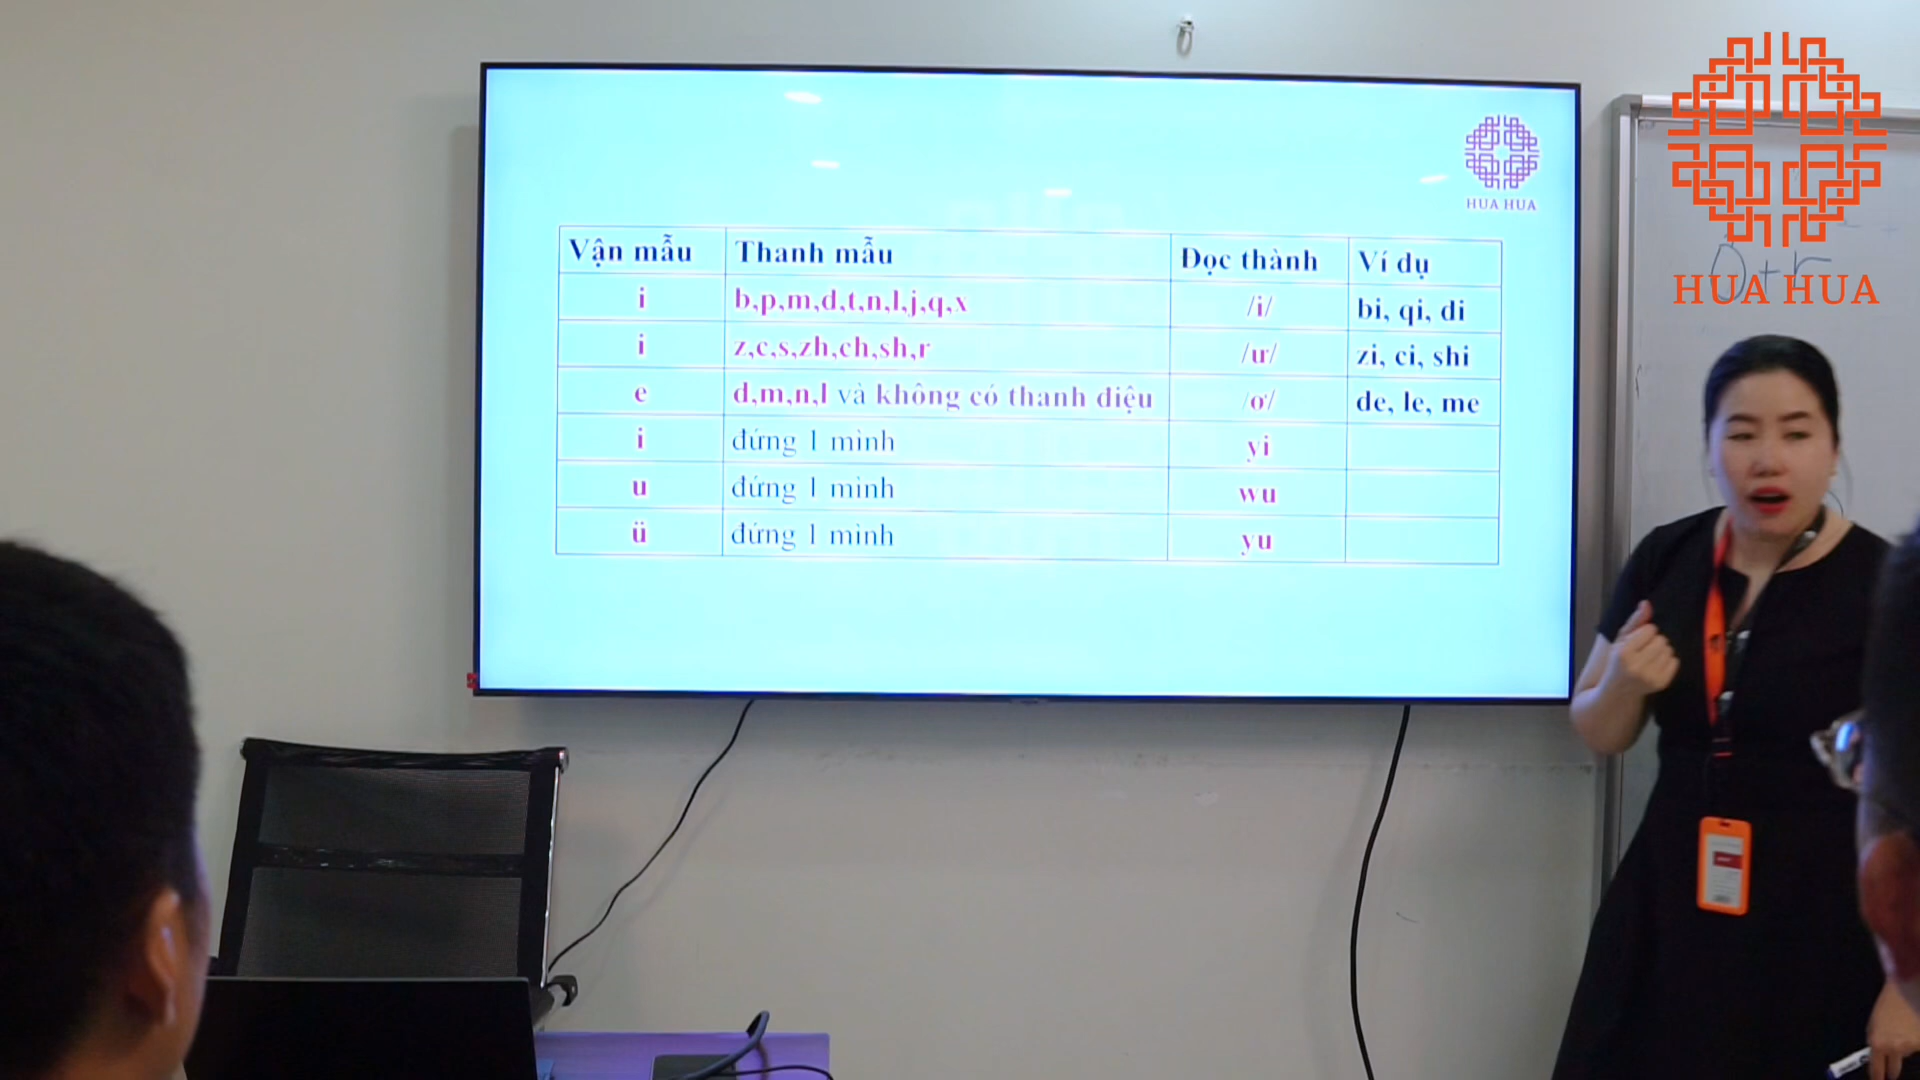 HUA HUA
HUA HUA
Vận mẫu Thanh mẫu Đọc thành Ví dụ
i b,p,m,d,t,n,l,j,q,x /i/ bi, qi, di
i z,c,s,zh,ch,sh,r /ư/ zi, ci, shi
e d,m,n,l và không có thanh điệu /ơ/ de, le, me
i đứng 1 mình yi
u đứng 1 mình wu
ü đứng 1 mình yu